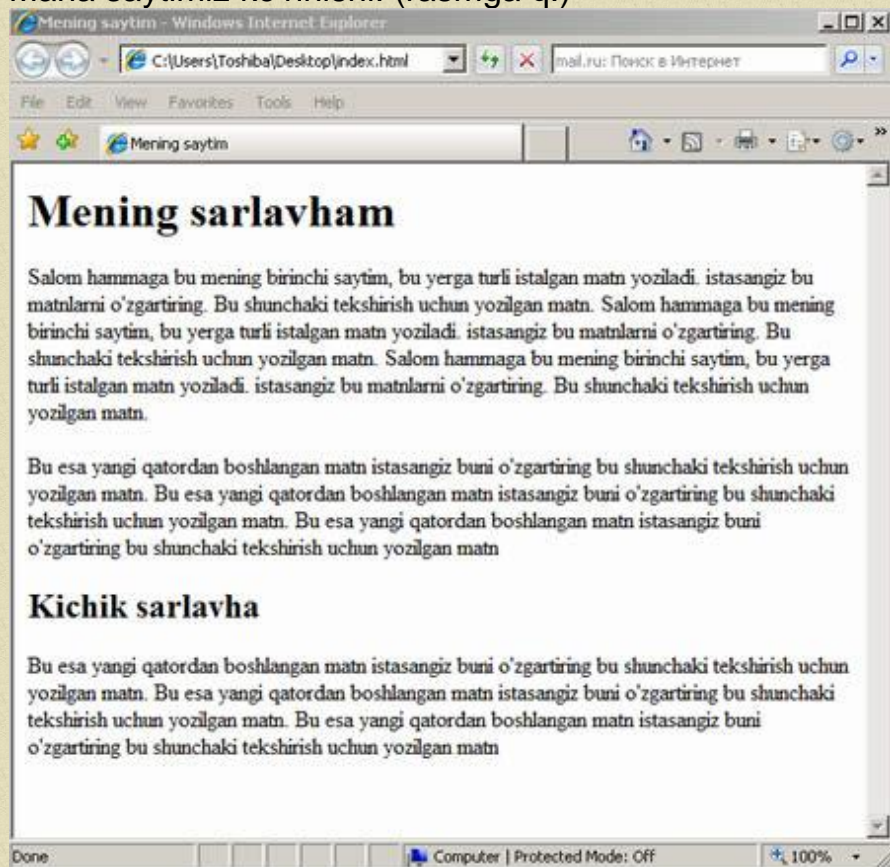 Mana saytimiz ko'rinishi: (rasmga q.)
Mening saytim - Windows Internet Explorer
C:\Users\Toshiba\Desktop\index.html
mail.ru: Поиск в Интернет
File Edit View Favorites Tools Help
Mening saytim
Mening sarlavham
Salom hammaga bu mening birinchi saytim, bu yerga turli istalgan matn yoziladi. istasangiz bu
matnlarni o'zgartiring. Bu shunchaki tekshirish uchun yozilgan matn. Salom hammaga bu mening
birinchi saytim, bu yerga turli istalgan matn yoziladi. istasangiz bu matnlarni o'zgartiring. Bu
shunchaki tekshirish uchun yozilgan matn. Salom hammaga bu mening birinchi saytim, bu yerga
turli istalgan matn yoziladi. istasangiz bu matnlarni o'zgartiring. Bu shunchaki tekshirish uchun
yozilgan matn.
Bu esa yangi qatordan boshlangan matn istasangiz buni o'zgartiring bu shunchaki tekshirish uchun
yozilgan matn. Bu esa yangi qatordan boshlangan matn istasangiz buni o'zgartiring bu shunchaki
tekshirish uchun yozilgan matn. Bu esa yangi qatordan boshlangan matn istasangiz buni
o'zgartiring bu shunchaki tekshirish uchun yozilgan matn
Kichik sarlavha
Bu esa yangi qatordan boshlangan matn istasangiz buni o'zgartiring bu shunchaki tekshirish uchun
yozilgan matn. Bu esa yangi qatordan boshlangan matn istasangiz buni o'zgartiring bu shunchaki
tekshirish uchun yozilgan matn. Bu esa yangi qatordan boshlangan matn istasangiz buni
o'zgartiring bu shunchaki tekshirish uchun yozilgan matn
Done
Computer | Protected Mode: Off
100%